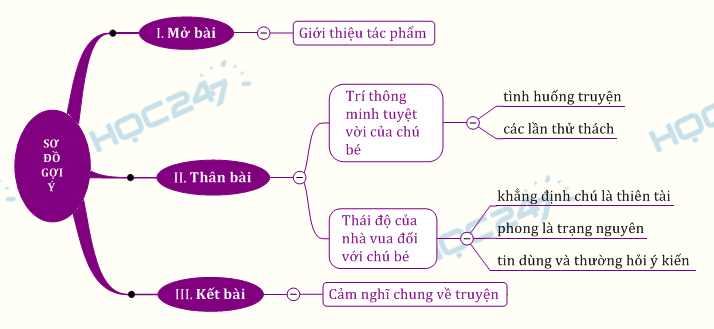 SƠ
ĐỒ
GỢI
Ý
I. Mở bài
Giới thiệu tác phẩm
II. Thân bài
Trí thông
minh tuyệt
vời của chú
bé
tình huống truyện
các lần thử thách
Thái độ của
nhà vua đối
với chú bé
khẳng định chú là thiên tài
phong là trạng nguyên
tin dùng và thường hỏi ý kiến
III. Kết bài
Cảm nghĩ chung về truyện
HỌC247
HỌC247